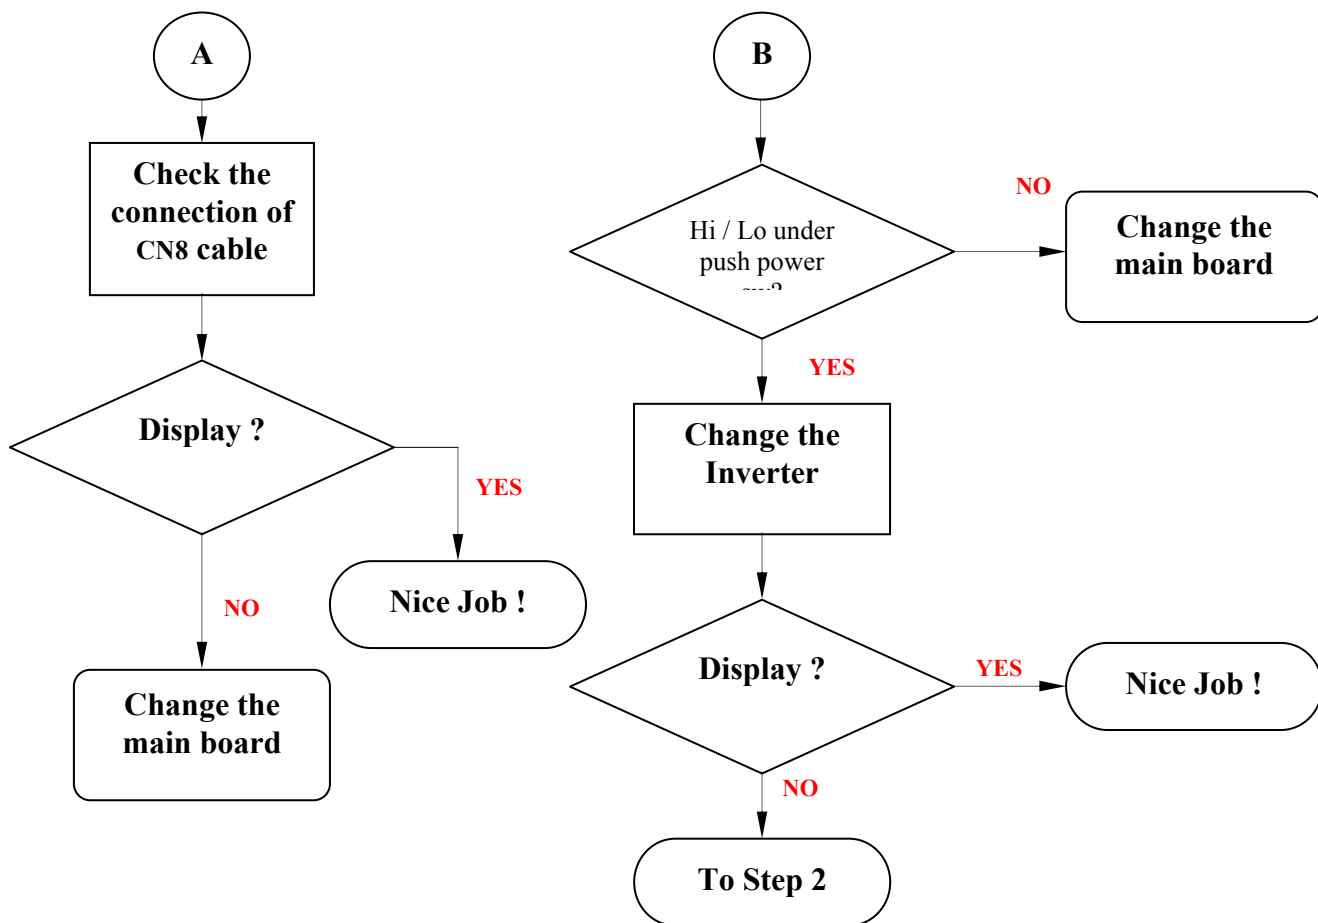 A
Check the
connection of
CN8 cable
Display ?
YES
Nice Job !
NO
Change the
main board
B
Hi / Lo under
push power
NO
Change the
main board
YES
Change the
Inverter
Display ?
YES
Nice Job !
NO
To Step 2